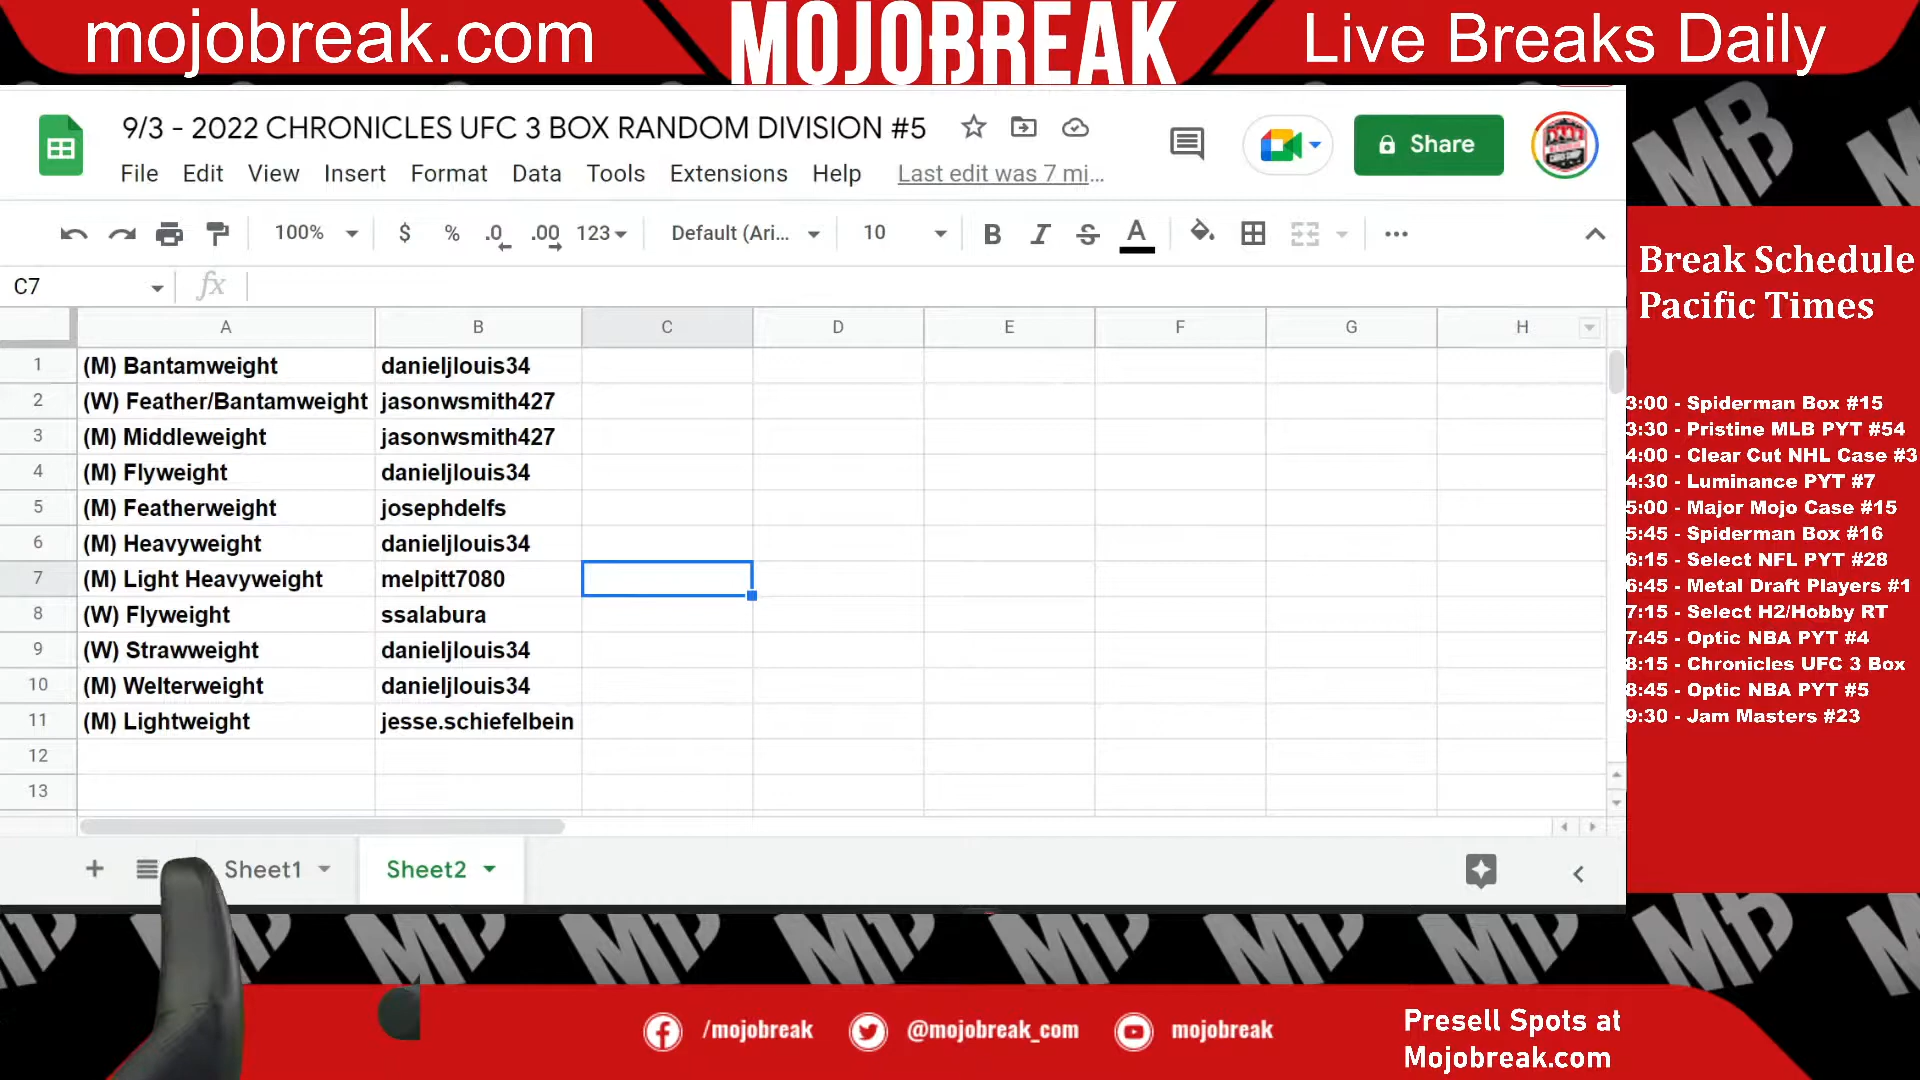 mojobreak.com
MOJOBREAK
Live Breaks Daily
9/3 - 2022 CHRONICLES UFC 3 BOX RANDOM DIVISION #5
Share
File Edit View Insert Format Data Tools Extensions Help Last edit was 7 mi...
100% $ % .0 .00 123 Default (Ari... 10 B I S A ...
C7 fx
A B C D E F G H
1 (M) Bantamweight danieljlouis34
2 (W) Feather/Bantamweight jasonwsmith427
3 (M) Middleweight jasonwsmith427
4 (M) Flyweight danieljlouis34
5 (M) Featherweight josephdelfs
6 (M) Heavyweight danieljlouis34
7 (M) Light Heavyweight melpitt7080
8 (W) Flyweight ssalabura
9 (W) Strawweight danieljlouis34
10 (M) Welterweight danieljlouis34
11 (M) Lightweight jesse.schiefelbein
12
13
Sheet1 Sheet2
Break Schedule
Pacific Times
3:00 - Spiderman Box #15
3:30 - Pristine MLB PYT #54
4:00 - Clear Cut NHL Case #3
4:30 - Luminance PYT #7
5:00 - Major Mojo Case #15
5:45 - Spiderman Box #16
6:15 - Select NFL PYT #28
6:45 - Metal Draft Players #1
7:15 - Select H2/Hobby RT
7:45 - Optic NBA PYT #4
8:15 - Chronicles UFC 3 Box
8:45 - Optic NBA PYT #5
9:30 - Jam Masters #23
/mojobreak
@mojobreak_com
mojobreak
Presell Spots at
Mojobreak.com